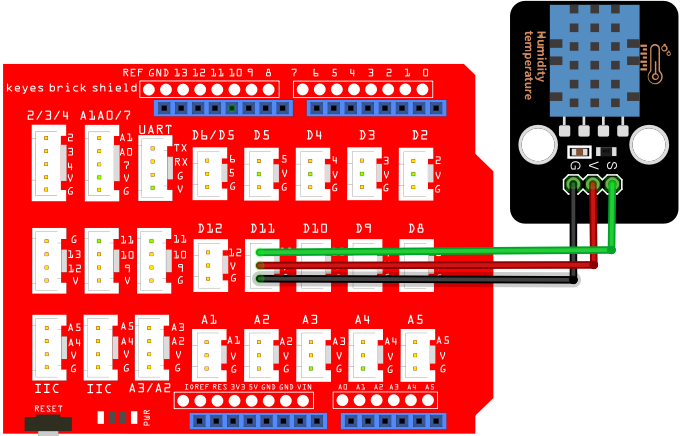 Humidity
temperature
G V S
REF GND 13 12 11 10 9 8 7 6 5 4 3 2 1 0
keyes brick shield
2/3/4 A1A0/7 UART D6/D5 D5 D4 D3 D2
2 A1 TX 6 5 4 3 2
3 A0 RX 5 V V V V
4 7 G G G G G G
V V V
G G
D12 D11 D10 D9 D8
G 11 11 12
13 10 10 V
12 9 9 G
V V G
A1 A2 A3 A4 A5
A5 A5 A3 A1 A2 A3 A4 A5
A4 A4 A2 V V V V V
V V V G G G G G
G G G
IIC IIC A3/A2
IOREF RES 3V3 5V GND GND VIN A0 A1 A2 A3 A4 A5
RESET
PWR